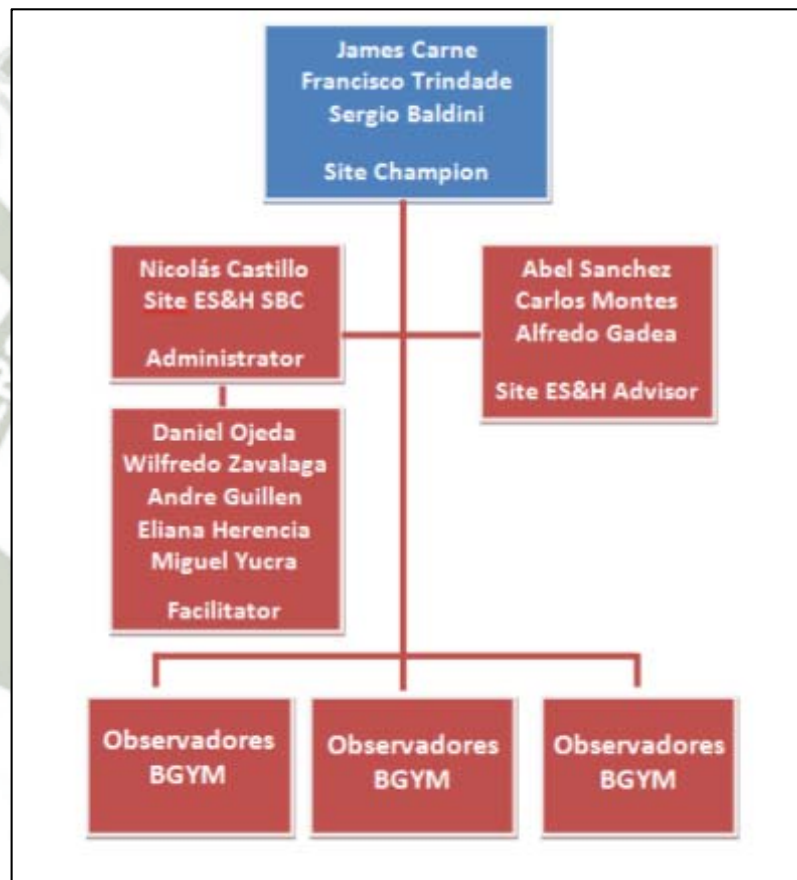 James Carne
Francisco Trindade
Sergio Baldini
Site Champion
Nicolás Castillo
Site ES&H SBC
Administrator
Abel Sanchez
Carlos Montes
Alfredo Gadea
Site ES&H Advisor
Daniel Ojeda
Wilfredo Zavalaga
Andre Guillen
Eliana Herencia
Miguel Yucra
Facilitator
Observadores
BGYM
Observadores
BGYM
Observadores
BGYM